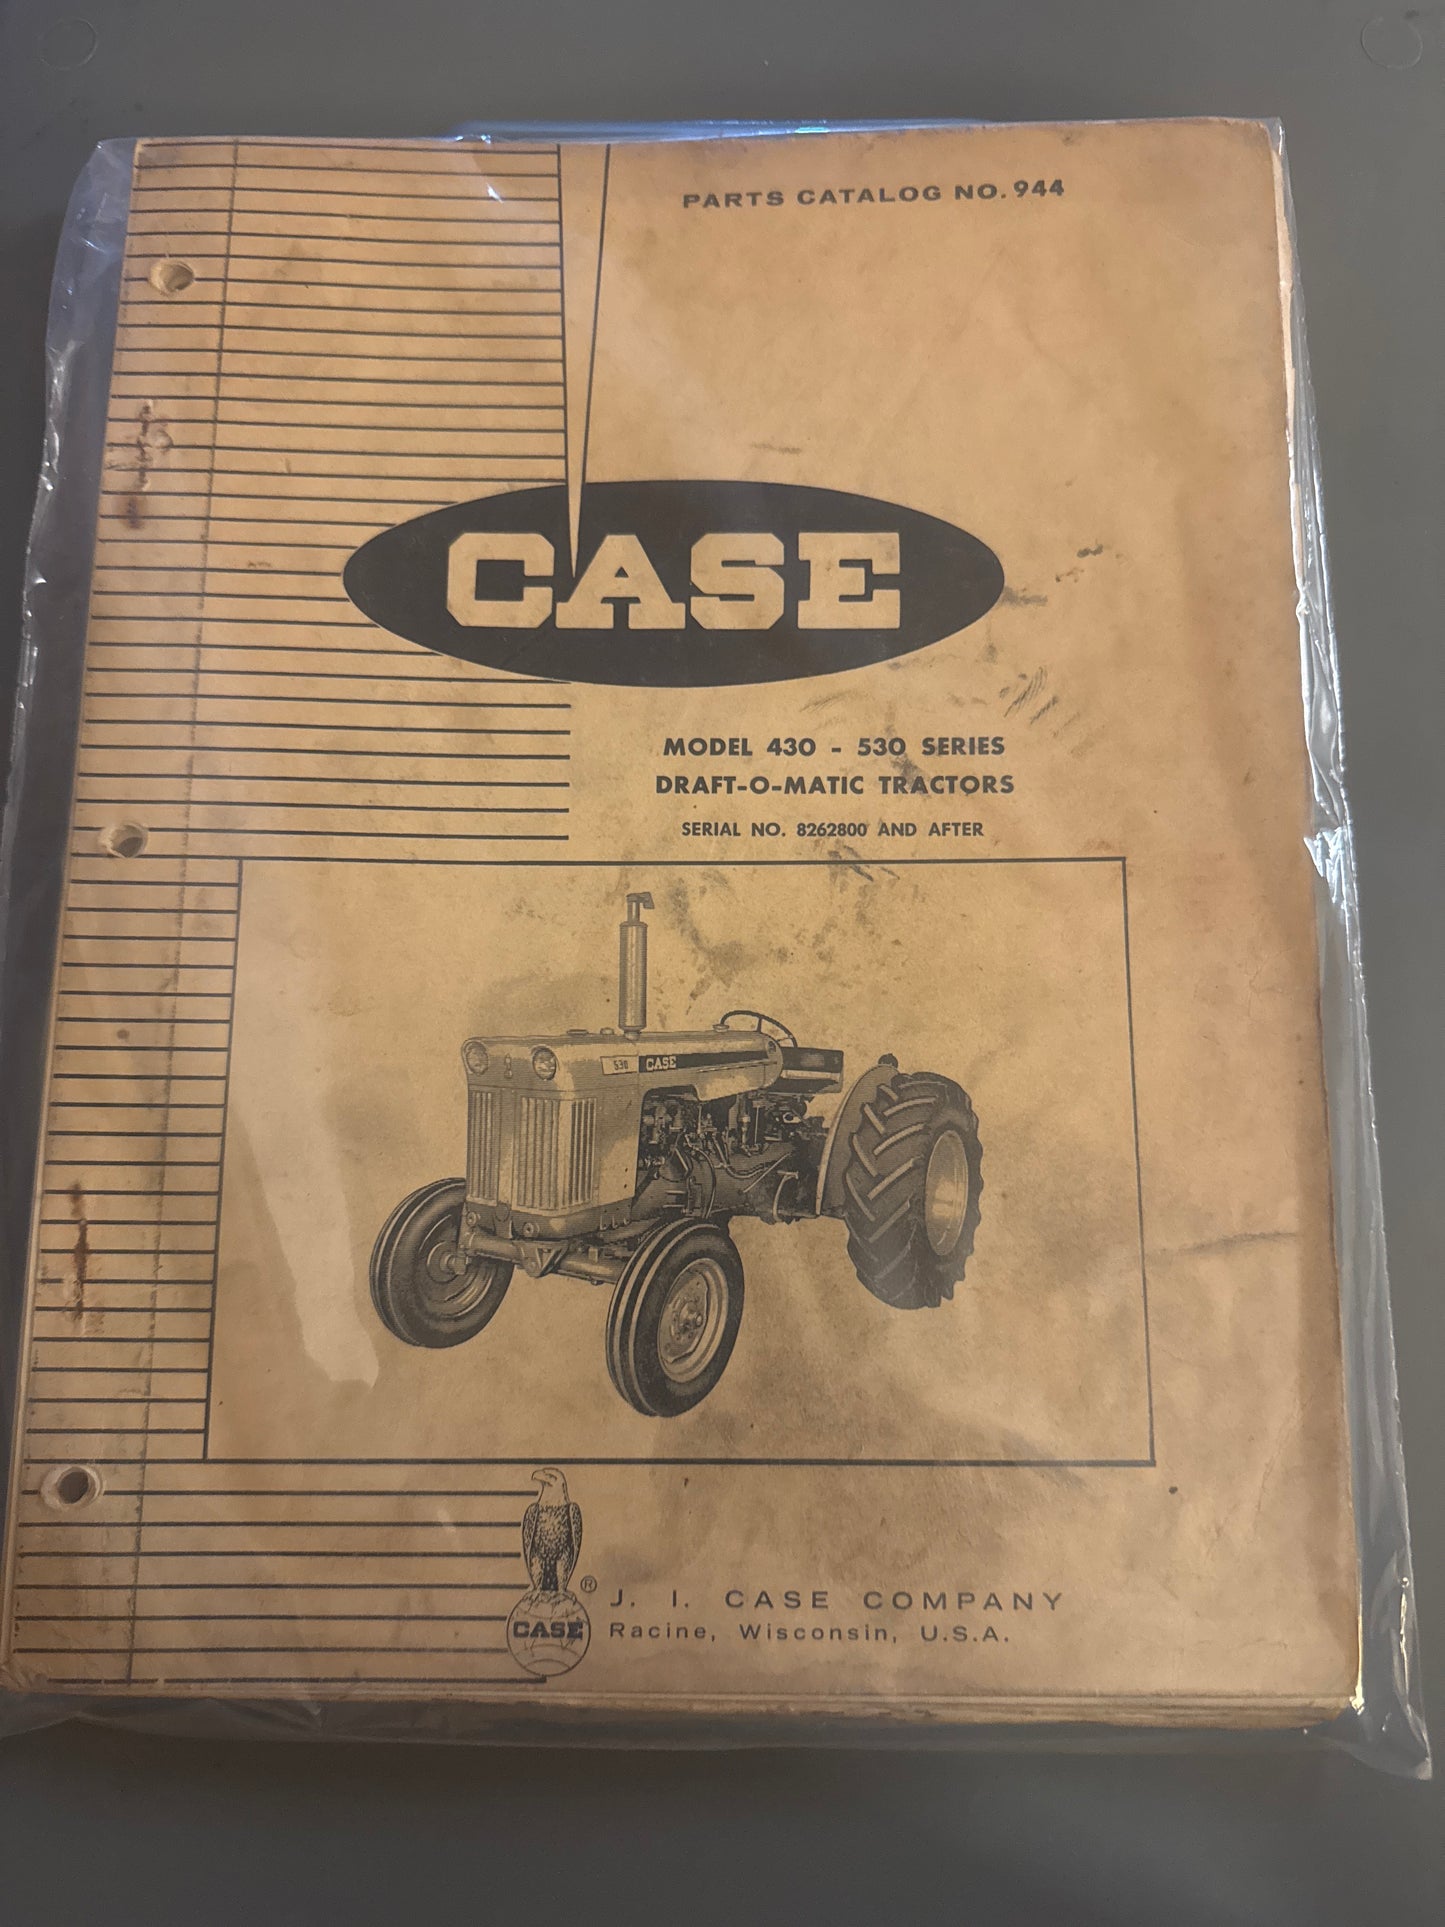 PARTS CATALOG NO. 944
CASE
MODEL 430 - 530 SERIES
DRAFT-O-MATIC TRACTORS
SERIAL NO. 8262800 AND AFTER
530 CASE
®
CASE
J. I. CASE COMPANY
Racine, Wisconsin, U.S.A.